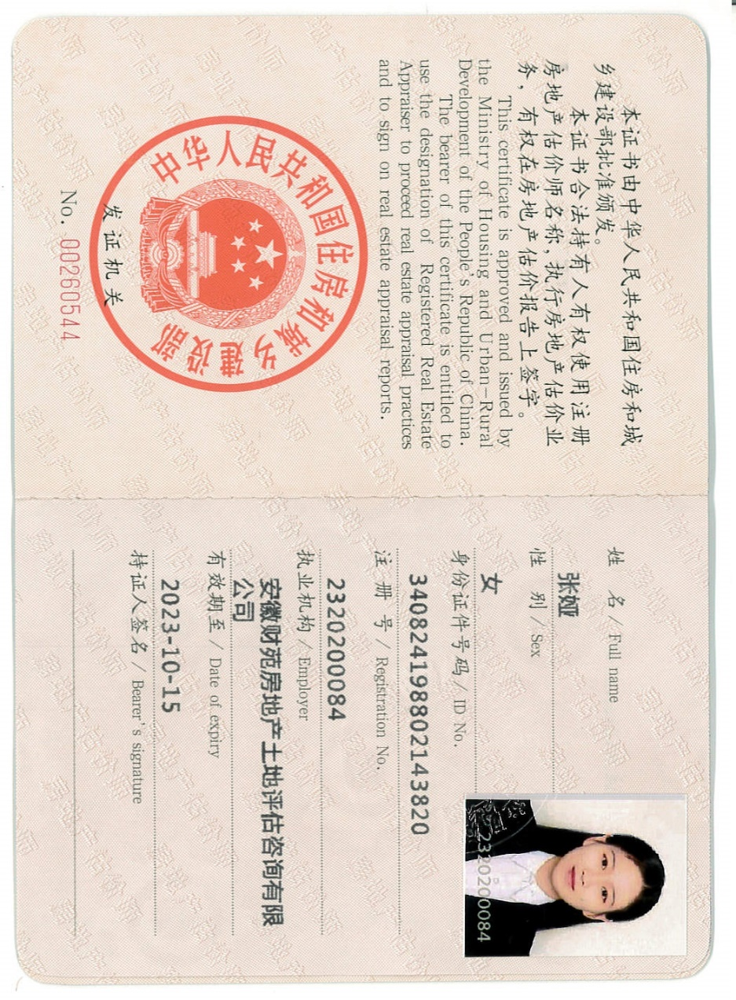 本证书由中华人民共和国住房和城
乡建设部批准颁发。
本证书合法持有人有权使用注册
房地产估价师名称,执行房地产估价业
务,有权在房地产估价报告上签字。
This certificate is approved and issued by
the Ministry of Housing and Urban-Rural
Development of the People's Republic of China.
The bearer of this certificate is entitled to
use the designation of Registered Real Estate
Appraiser to proceed real estate appraisal practices
and to sign on real estate appraisal reports.
中华人民共和国住房和城乡建设部
发证机关
No. 00260544
姓 名 / Full name
张娅
性 别 / Sex
女
身份证件号码 / ID No.
340824198802143820
注 册 号 / Registration No.
2320200084
执业机构 / Employer
安徽财苑房地产土地评估咨询有限
公司
有效期至 / Date of expiry
2023-10-15
持证人签名 / Bearer's signature
2320200084